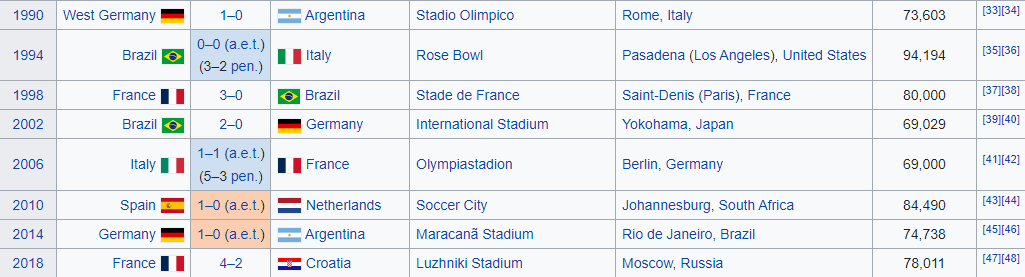 1990 West Germany 1–0 Argentina Stadio Olimpico Rome, Italy 73,603 [33][34]
1994 Brazil 0–0 (a.e.t.) (3–2 pen.) Italy Rose Bowl Pasadena (Los Angeles), United States 94,194 [35][36]
1998 France 3–0 Brazil Stade de France Saint-Denis (Paris), France 80,000 [37][38]
2002 Brazil 2–0 Germany International Stadium Yokohama, Japan 69,029 [39][40]
2006 Italy 1–1 (a.e.t.) (5–3 pen.) France Olympiastadion Berlin, Germany 69,000 [41][42]
2010 Spain 1–0 (a.e.t.) Netherlands Soccer City Johannesburg, South Africa 84,490 [43][44]
2014 Germany 1–0 (a.e.t.) Argentina Maracanã Stadium Rio de Janeiro, Brazil 74,738 [45][46]
2018 France 4–2 Croatia Luzhniki Stadium Moscow, Russia 78,011 [47][48]